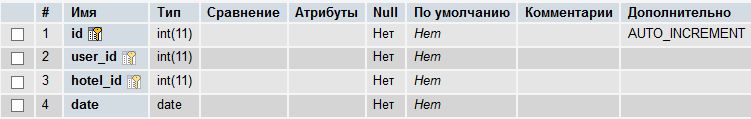 # Имя Тип Сравнение Атрибуты Null По умолчанию Комментарии Дополнительно
1 id int(11) Нет Нет AUTO_INCREMENT
2 user_id int(11) Нет Нет
3 hotel_id int(11) Нет Нет
4 date date Нет Нет